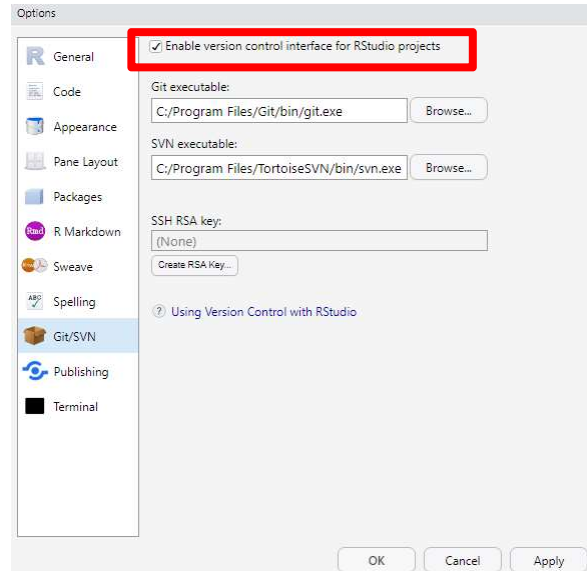 Options
General
Code
Appearance
Pane Layout
Packages
Rmd
R Markdown
Sweave
ABC
Spelling
Git/SVN
Publishing
Terminal
Enable version control interface for RStudio projects
Git executable:
C:/Program Files/Git/bin/git.exe
Browse...
SVN executable:
C:/Program Files/TortoiseSVN/bin/svn.exe
Browse...
SSH RSA key:
(None)
Create RSA Key...
? Using Version Control with RStudio
OK
Cancel
Apply